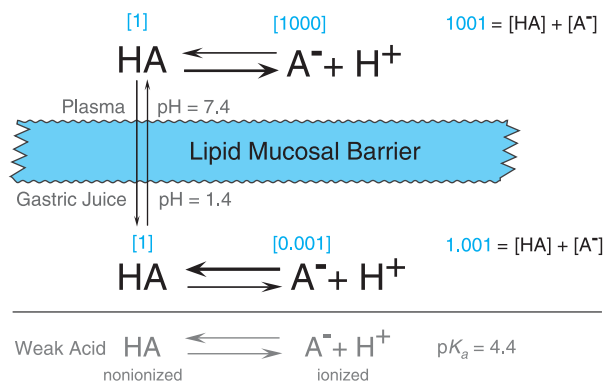 [1] [1000] 1001 = [HA] + [A⁻]
HA A⁻ + H⁺
Plasma pH = 7.4
Lipid Mucosal Barrier
Gastric Juice pH = 1.4
[1] [0.001] 1.001 = [HA] + [A⁻]
HA A⁻ + H⁺
Weak Acid HA A⁻ + H⁺ pKₐ = 4.4
nonionized ionized